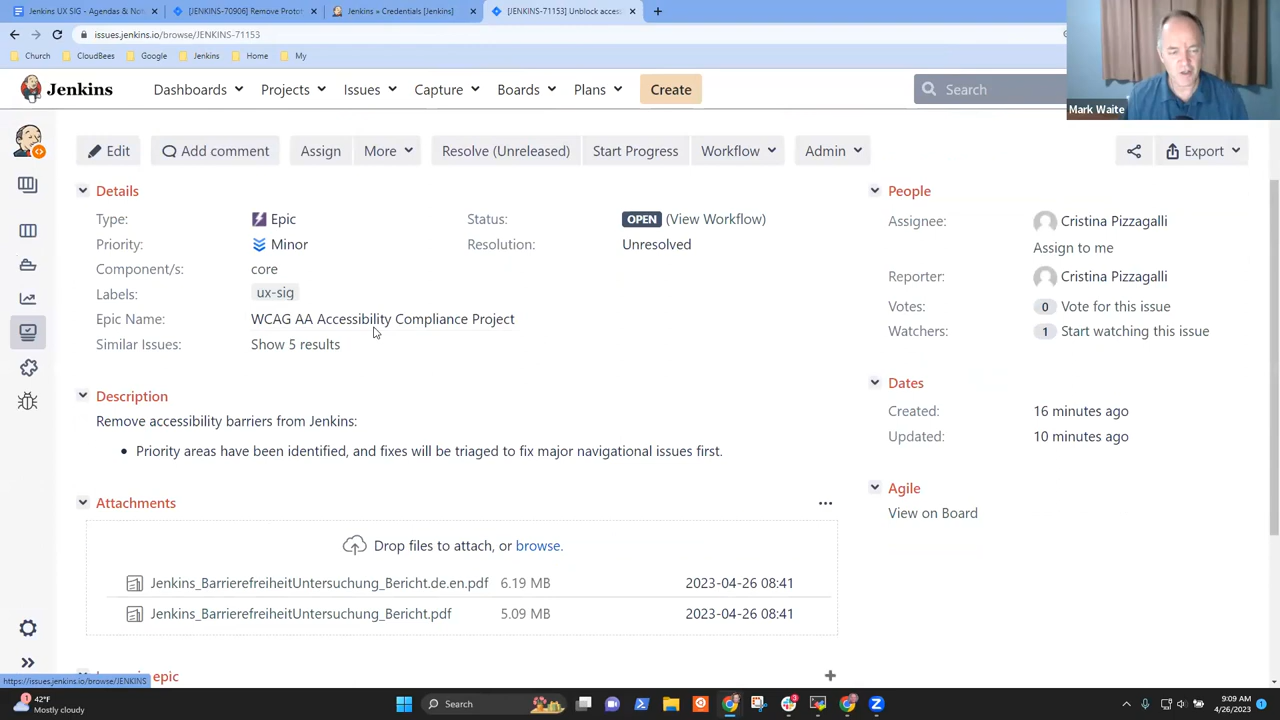 Jenkins UX SIG - Agendas & Not
[JENKINS-70906] Remove Protot
Jenkins » Credentials [Jenkins]
[JENKINS-71153] Unblock acces
issues.jenkins.io/browse/JENKINS-71153
Church
CloudBees
Google
Jenkins
Home
My
Mark Waite
Jenkins
Dashboards
Projects
Issues
Capture
Boards
Plans
Create
Search
Edit
Add comment
Assign
More
Resolve (Unreleased)
Start Progress
Workflow
Admin
Export
Details
Type: Epic
Status: OPEN (View Workflow)
Priority: Minor
Resolution: Unresolved
Component/s: core
Labels: ux-sig
Epic Name: WCAG AA Accessibility Compliance Project
Similar Issues: Show 5 results
People
Assignee: Cristina Pizzagalli
Assign to me
Reporter: Cristina Pizzagalli
Votes: 0 Vote for this issue
Watchers: 1 Start watching this issue
Description
Remove accessibility barriers from Jenkins:
• Priority areas have been identified, and fixes will be triaged to fix major navigational issues first.
Dates
Created: 16 minutes ago
Updated: 10 minutes ago
Attachments
Drop files to attach, or browse.
Jenkins_BarrierefreiheitUntersuchung_Bericht.de.en.pdf 6.19 MB 2023-04-26 08:41
Jenkins_BarrierefreiheitUntersuchung_Bericht.pdf 5.09 MB 2023-04-26 08:41
Agile
View on Board
epic
https://issues.jenkins.io/browse/JENKINS
42°F
Mostly cloudy
Search
9:09 AM
4/26/2023